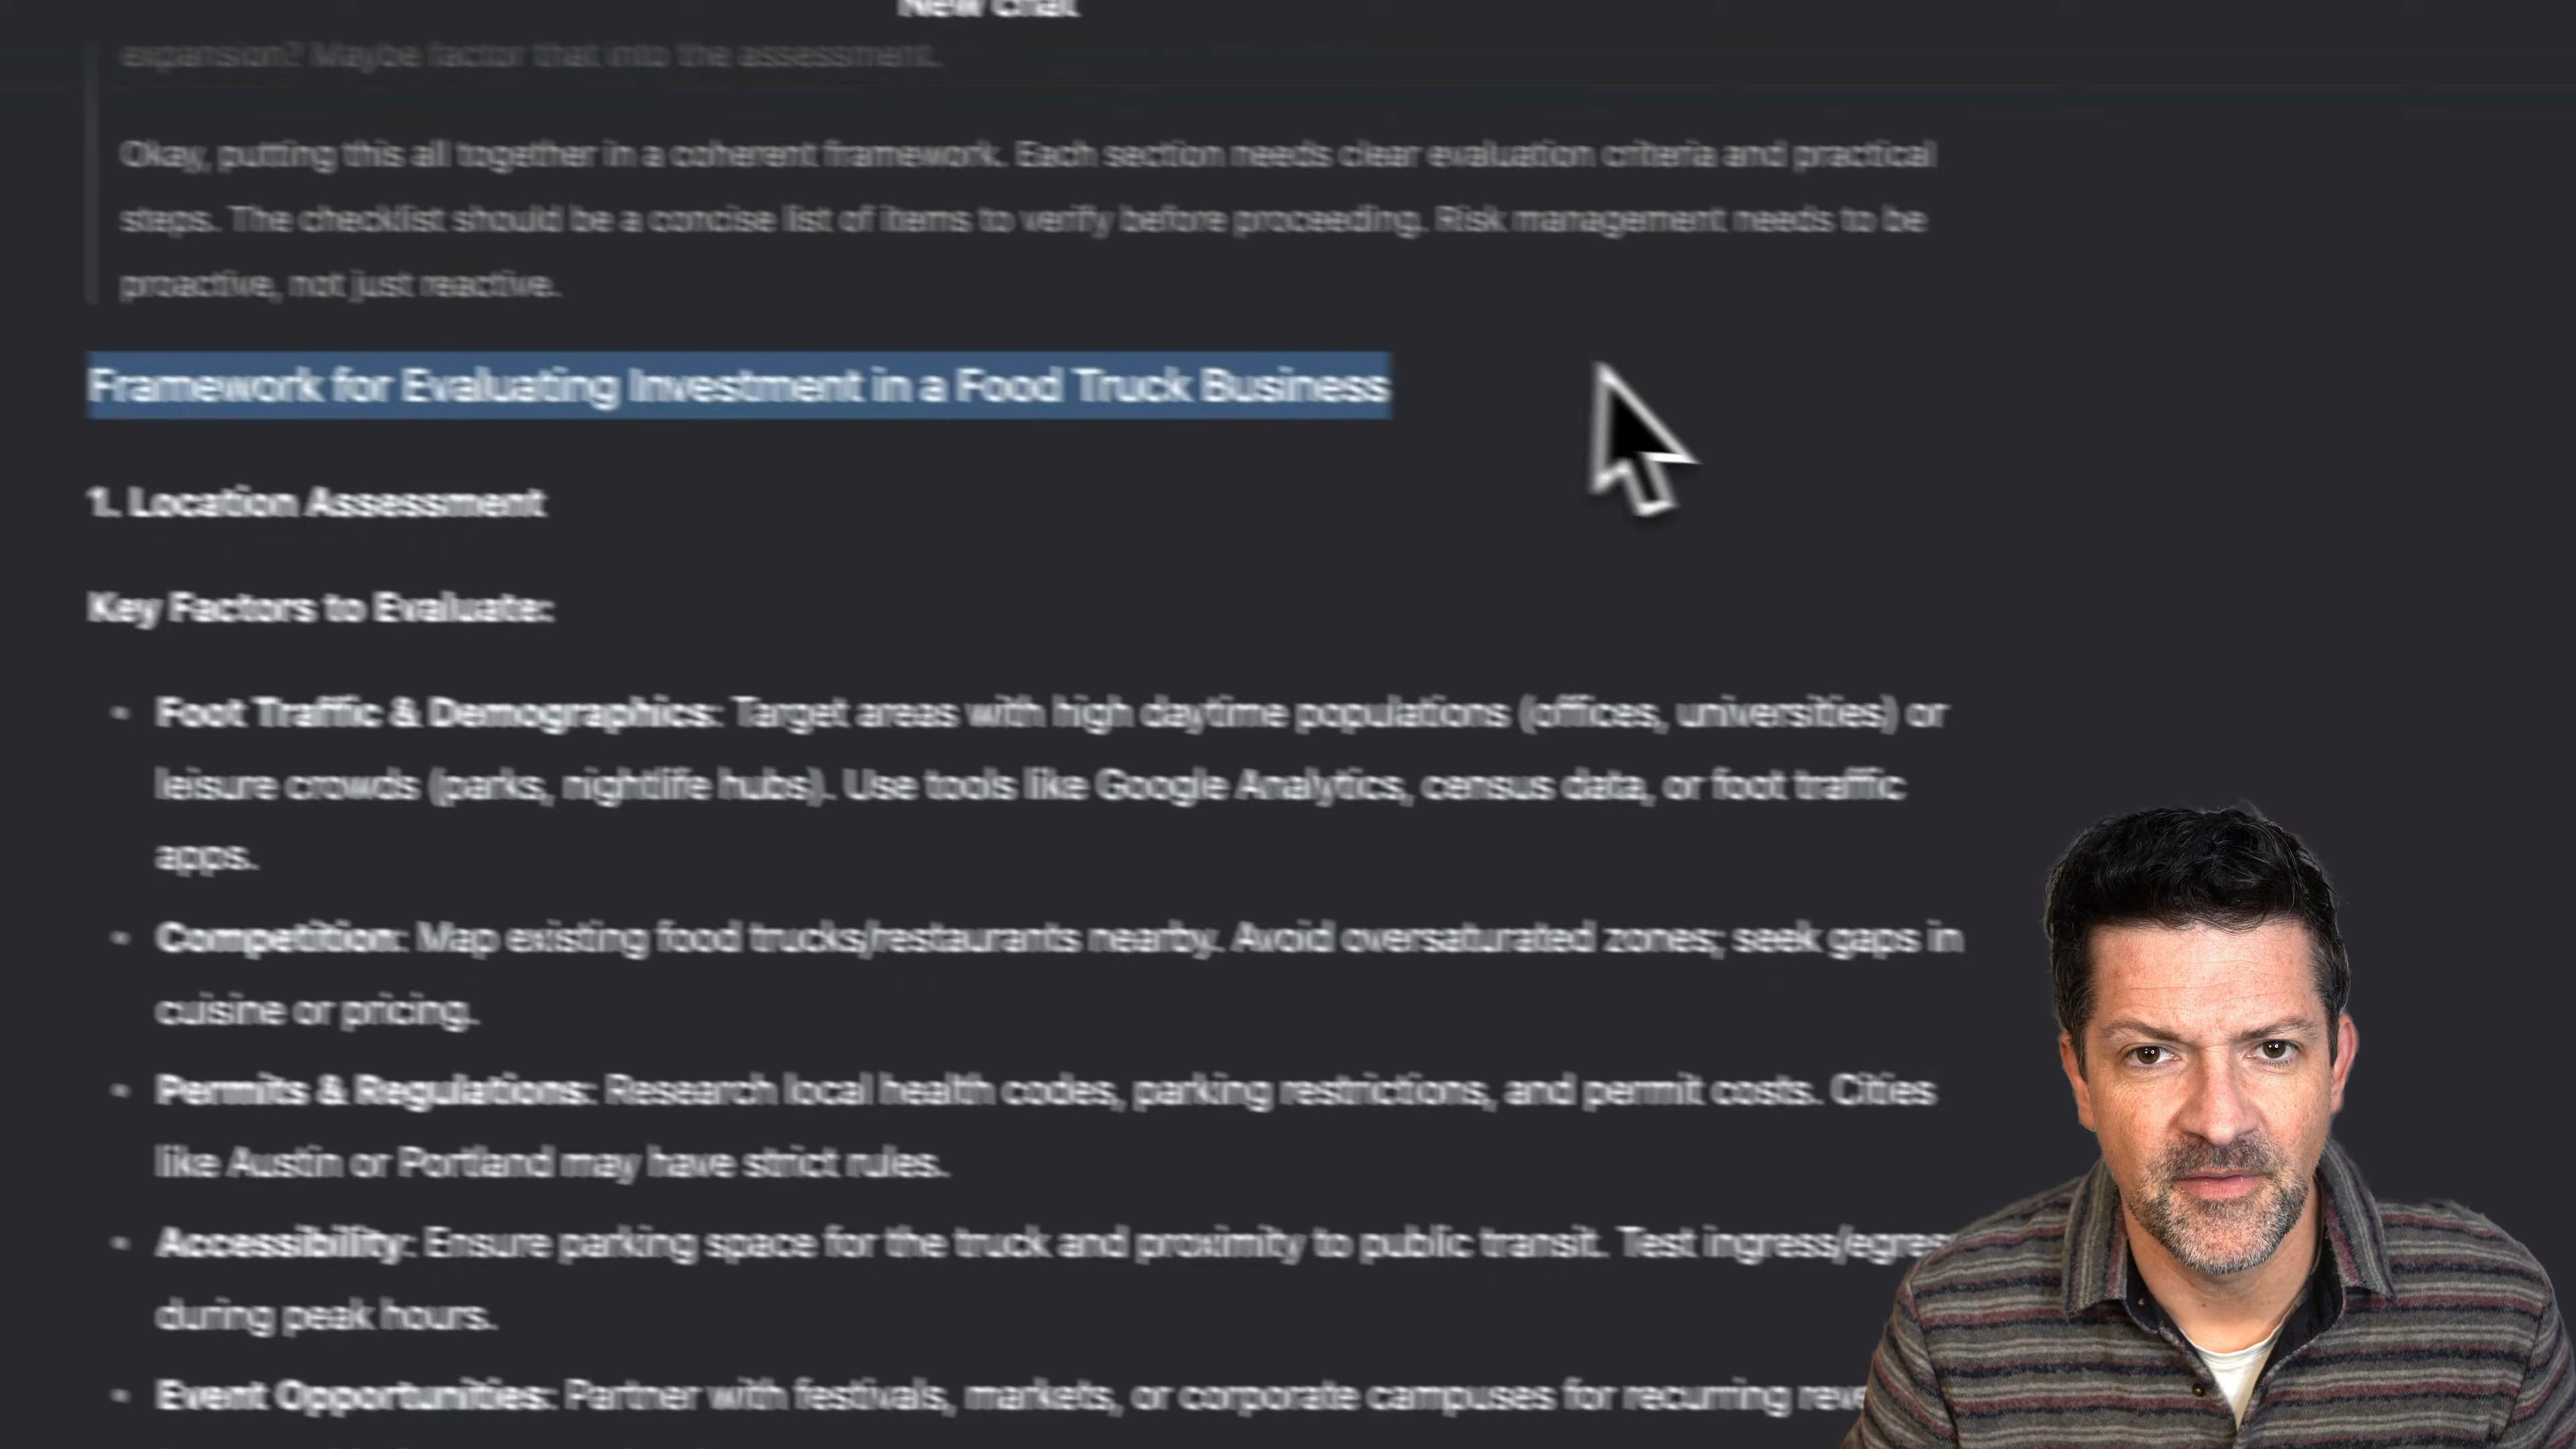 New chat
expansion? Maybe factor that into the assessment.
Okay, putting this all together in a coherent framework. Each section needs clear evaluation criteria and practical
steps. The checklist should be a concise list of items to verify before proceeding. Risk management needs to be
proactive, not just reactive.
Framework for Evaluating Investment in a Food Truck Business
1. Location Assessment
Key Factors to Evaluate:
- Foot Traffic & Demographics: Target areas with high daytime populations (offices, universities) or
leisure crowds (parks, nightlife hubs). Use tools like Google Analytics, census data, or foot traffic
apps.
- Competition: Map existing food trucks/restaurants nearby. Avoid oversaturated zones; seek gaps in
cuisine or pricing.
- Permits & Regulations: Research local health codes, parking restrictions, and permit costs. Cities
like Austin or Portland may have strict rules.
- Accessibility: Ensure parking space for the truck and proximity to public transit. Test ingress/egres
during peak hours.
- Event Opportunities: Partner with festivals, markets, or corporate campuses for recurring reve